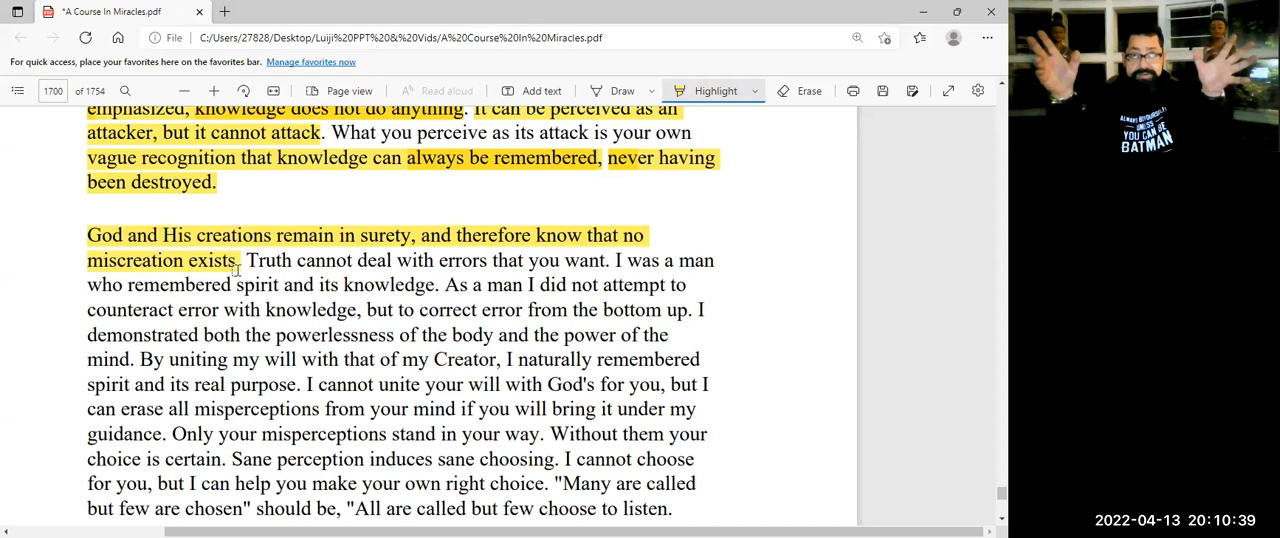 *A Course In Miracles.pdf
File C:/Users/27828/Desktop/Luiji%20PPT%20&%20Vids/A%20Course%20In%20Miracles.pdf
For quick access, place your favorites here on the favorites bar. Manage favorites now
1700 of 1754 Page view Read aloud Add text Draw Highlight Erase
emphasized, knowledge does not do anything. It can be perceived as an
attacker, but it cannot attack. What you perceive as its attack is your own
vague recognition that knowledge can always be remembered, never having
been destroyed.
God and His creations remain in surety, and therefore know that no
miscreation exists. Truth cannot deal with errors that you want. I was a man
who remembered spirit and its knowledge. As a man I did not attempt to
counteract error with knowledge, but to correct error from the bottom up. I
demonstrated both the powerlessness of the body and the power of the
mind. By uniting my will with that of my Creator, I naturally remembered
spirit and its real purpose. I cannot unite your will with God's for you, but I
can erase all misperceptions from your mind if you will bring it under my
guidance. Only your misperceptions stand in your way. Without them your
choice is certain. Sane perception induces sane choosing. I cannot choose
for you, but I can help you make your own right choice. "Many are called
but few are chosen" should be, "All are called but few choose to listen.
ALWAYS BE YOURSELF
UNLESS
YOU CAN BE
BATMAN
2022-04-13 20:10:39